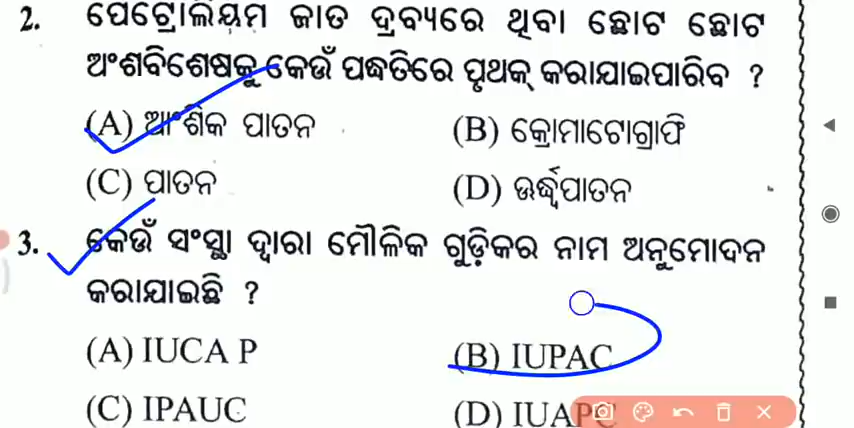 2. ପେଟ୍ରୋଲିୟମ ଜାତ ଦ୍ରବ୍ୟରେ ଥିବା ଛୋଟ ଛୋଟ
ଅଂଶବିଶେଷକୁ କେଉଁ ପଦ୍ଧତିରେ ପୃଥକ୍ କରାଯାଇପାରିବ ?
(A) ଆଂଶିକ ପାତନ (B) କ୍ରୋମାଟୋଗ୍ରାଫି
(C) ପାତନ (D) ଊର୍ଦ୍ଧ୍ୱପାତନ
3. କେଉଁ ସଂସ୍ଥା ଦ୍ୱାରା ମୌଳିକ ଗୁଡ଼ିକର ନାମ ଅନୁମୋଦନ
କରାଯାଇଛି ?
(A) IUCA P (B) IUPAC
(C) IPAUC (D) IUAPC